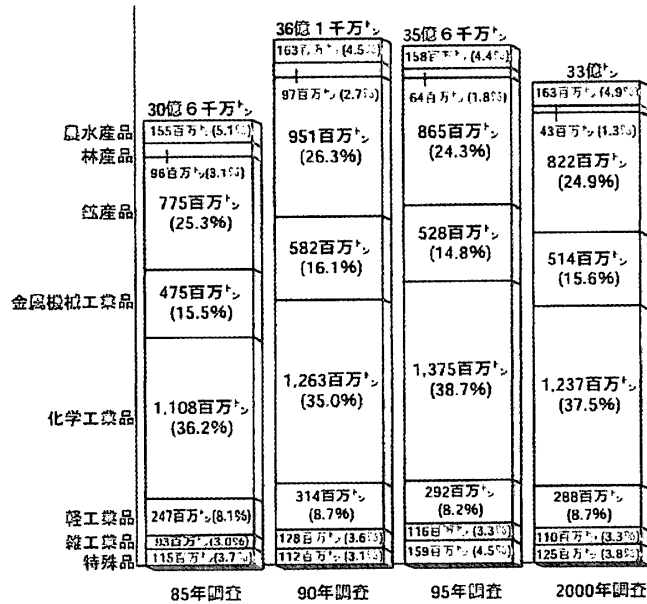 36億1千万トン
35億6千万トン
33億トン
30億6千万トン
163百万トン(4.5%)
158百万トン(4.4%)
163百万トン(4.9%)
農水産品
155百万トン(5.1%)
97百万トン(2.7%)
64百万トン(1.8%)
43百万トン(1.3%)
林産品
96百万トン(3.1%)
鉱産品
775百万トン
(25.3%)
951百万トン
(26.3%)
865百万トン
(24.3%)
822百万トン
(24.9%)
金属機械工業品
475百万トン
(15.5%)
582百万トン
(16.1%)
528百万トン
(14.8%)
514百万トン
(15.6%)
化学工業品
1,108百万トン
(36.2%)
1,263百万トン
(35.0%)
1,375百万トン
(38.7%)
1,237百万トン
(37.5%)
軽工業品
247百万トン(8.1%)
314百万トン
(8.7%)
292百万トン
(8.2%)
288百万トン
(8.7%)
雑工業品
93百万トン(3.0%)
128百万トン(3.6%)
116百万トン(3.3%)
110百万トン(3.3%)
特殊品
115百万トン(3.7%)
112百万トン(3.1%)
159百万トン(4.5%)
125百万トン(3.8%)
85年調査
90年調査
95年調査
2000年調査